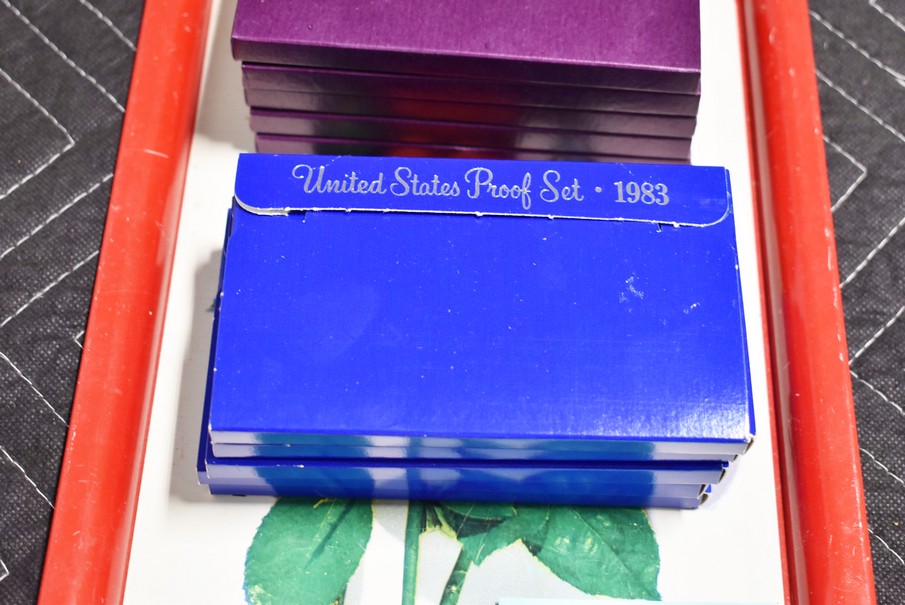 United States Proof Set • 1983